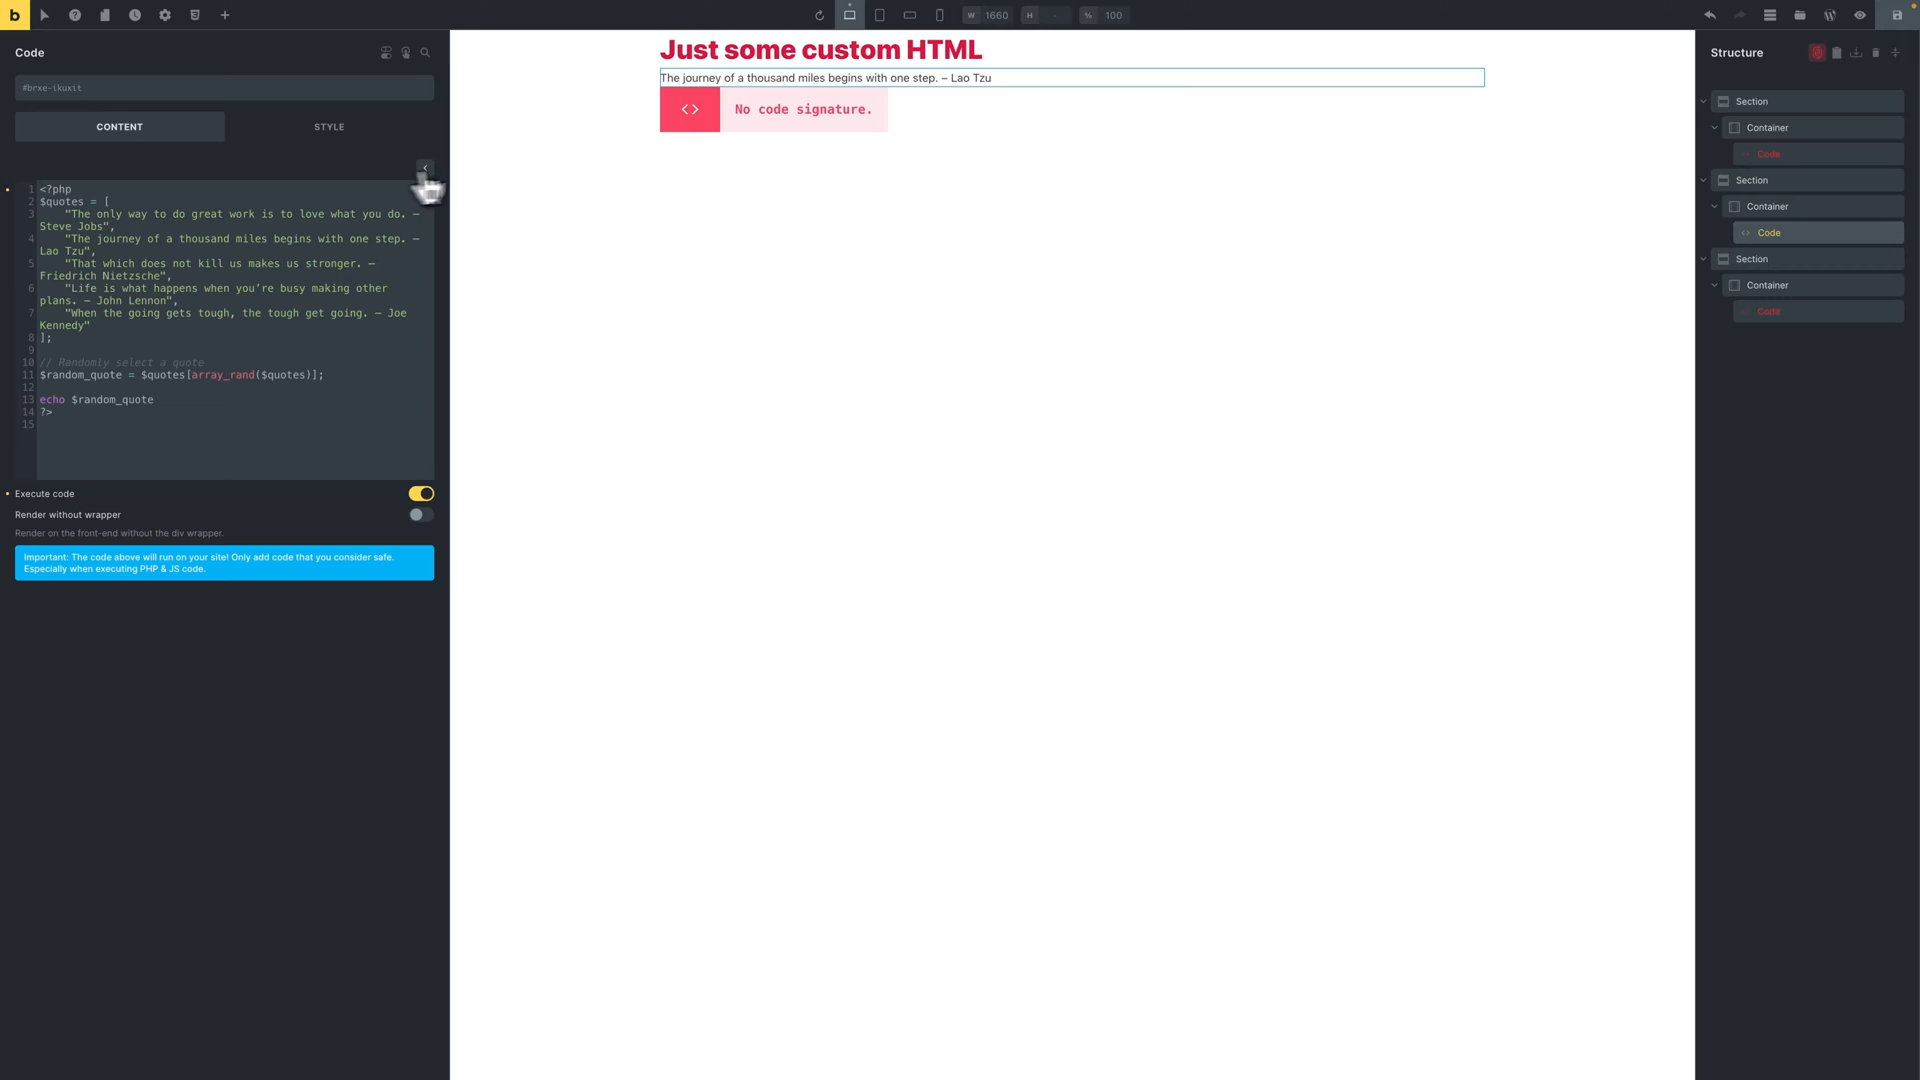 b
W 1660 H - % 100
Code
#brxe-ikuxit
CONTENT STYLE
1 <?php
2 $quotes = [
3 "The only way to do great work is to love what you do. –
Steve Jobs",
4 "The journey of a thousand miles begins with one step. –
Lao Tzu",
5 "That which does not kill us makes us stronger. –
Friedrich Nietzsche",
6 "Life is what happens when you’re busy making other
plans. – John Lennon",
7 "When the going gets tough, the tough get going. – Joe
Kennedy"
8 ];
9
10 // Randomly select a quote
11 $random_quote = $quotes[array_rand($quotes)];
12
13 echo $random_quote
14 ?>
15
Execute code
Render without wrapper
Render on the front-end without the div wrapper.
Important: The code above will run on your site! Only add code that you consider safe.
Especially when executing PHP & JS code.
Just some custom HTML
The journey of a thousand miles begins with one step. – Lao Tzu
<> No code signature.
Structure
Section
Container
Code
Section
Container
Code
Section
Container
Code